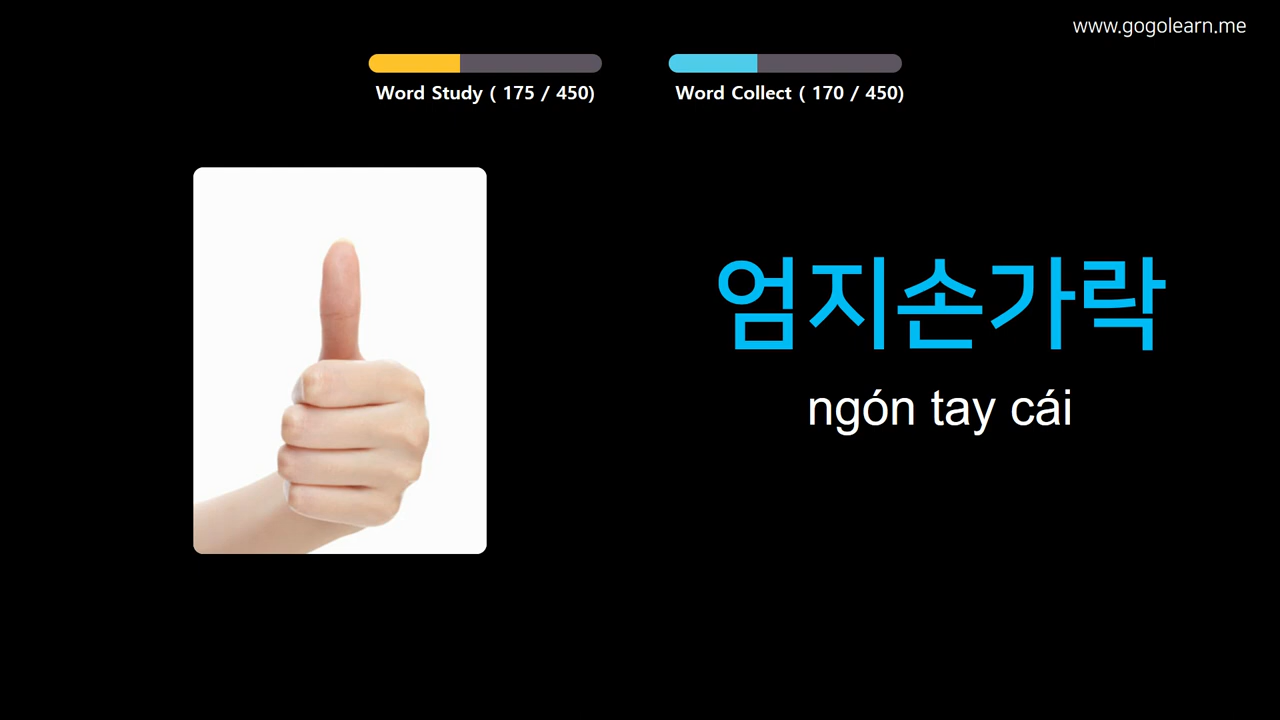 www.gogolearn.me
Word Study ( 175 / 450)
Word Collect ( 170 / 450)
엄지손가락
ngón tay cái